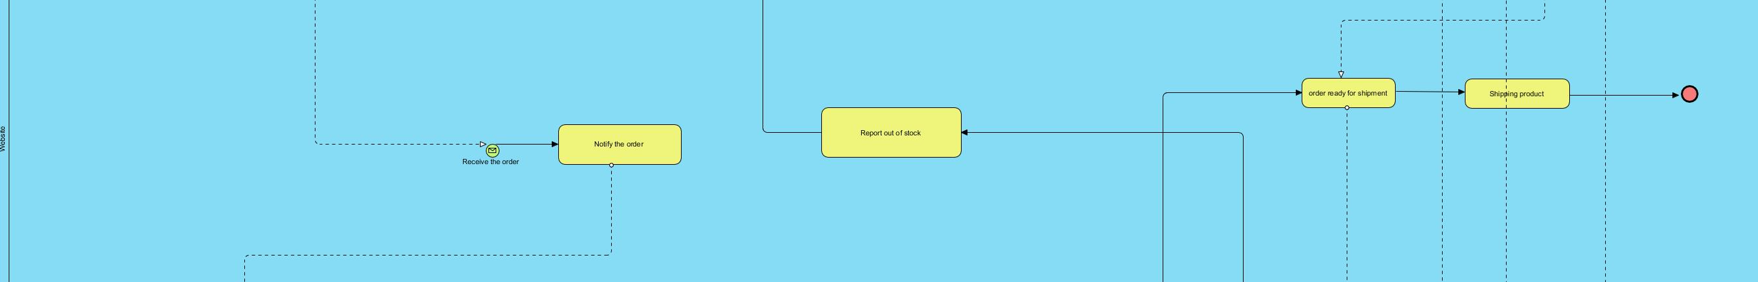 Website
Receive the order
Notify the order
Report out of stock
order ready for shipment
Shipping product